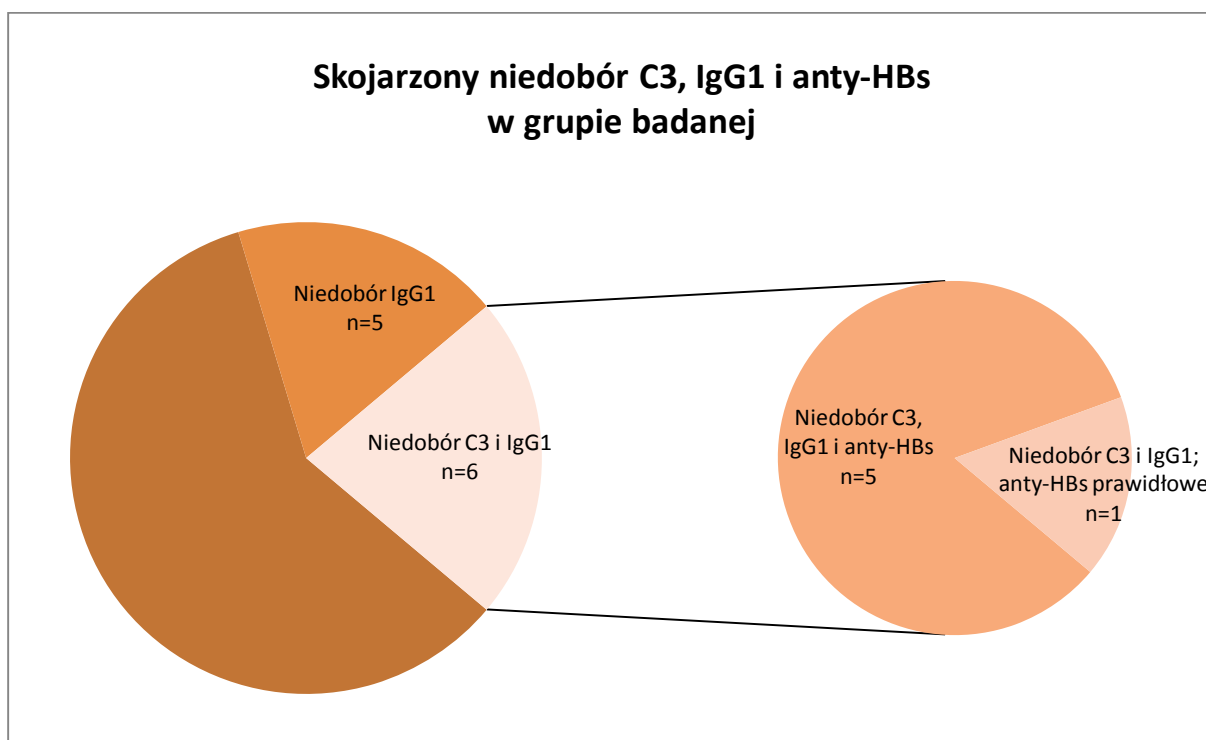 Skojarzony niedobór C3, IgG1 i anty-HBs
w grupie badanej
Niedobór IgG1
n=5
Niedobór C3 i IgG1
n=6
Niedobór C3,
IgG1 i anty-HBs
n=5
Niedobór C3 i IgG1;
anty-HBs prawidłowe
n=1